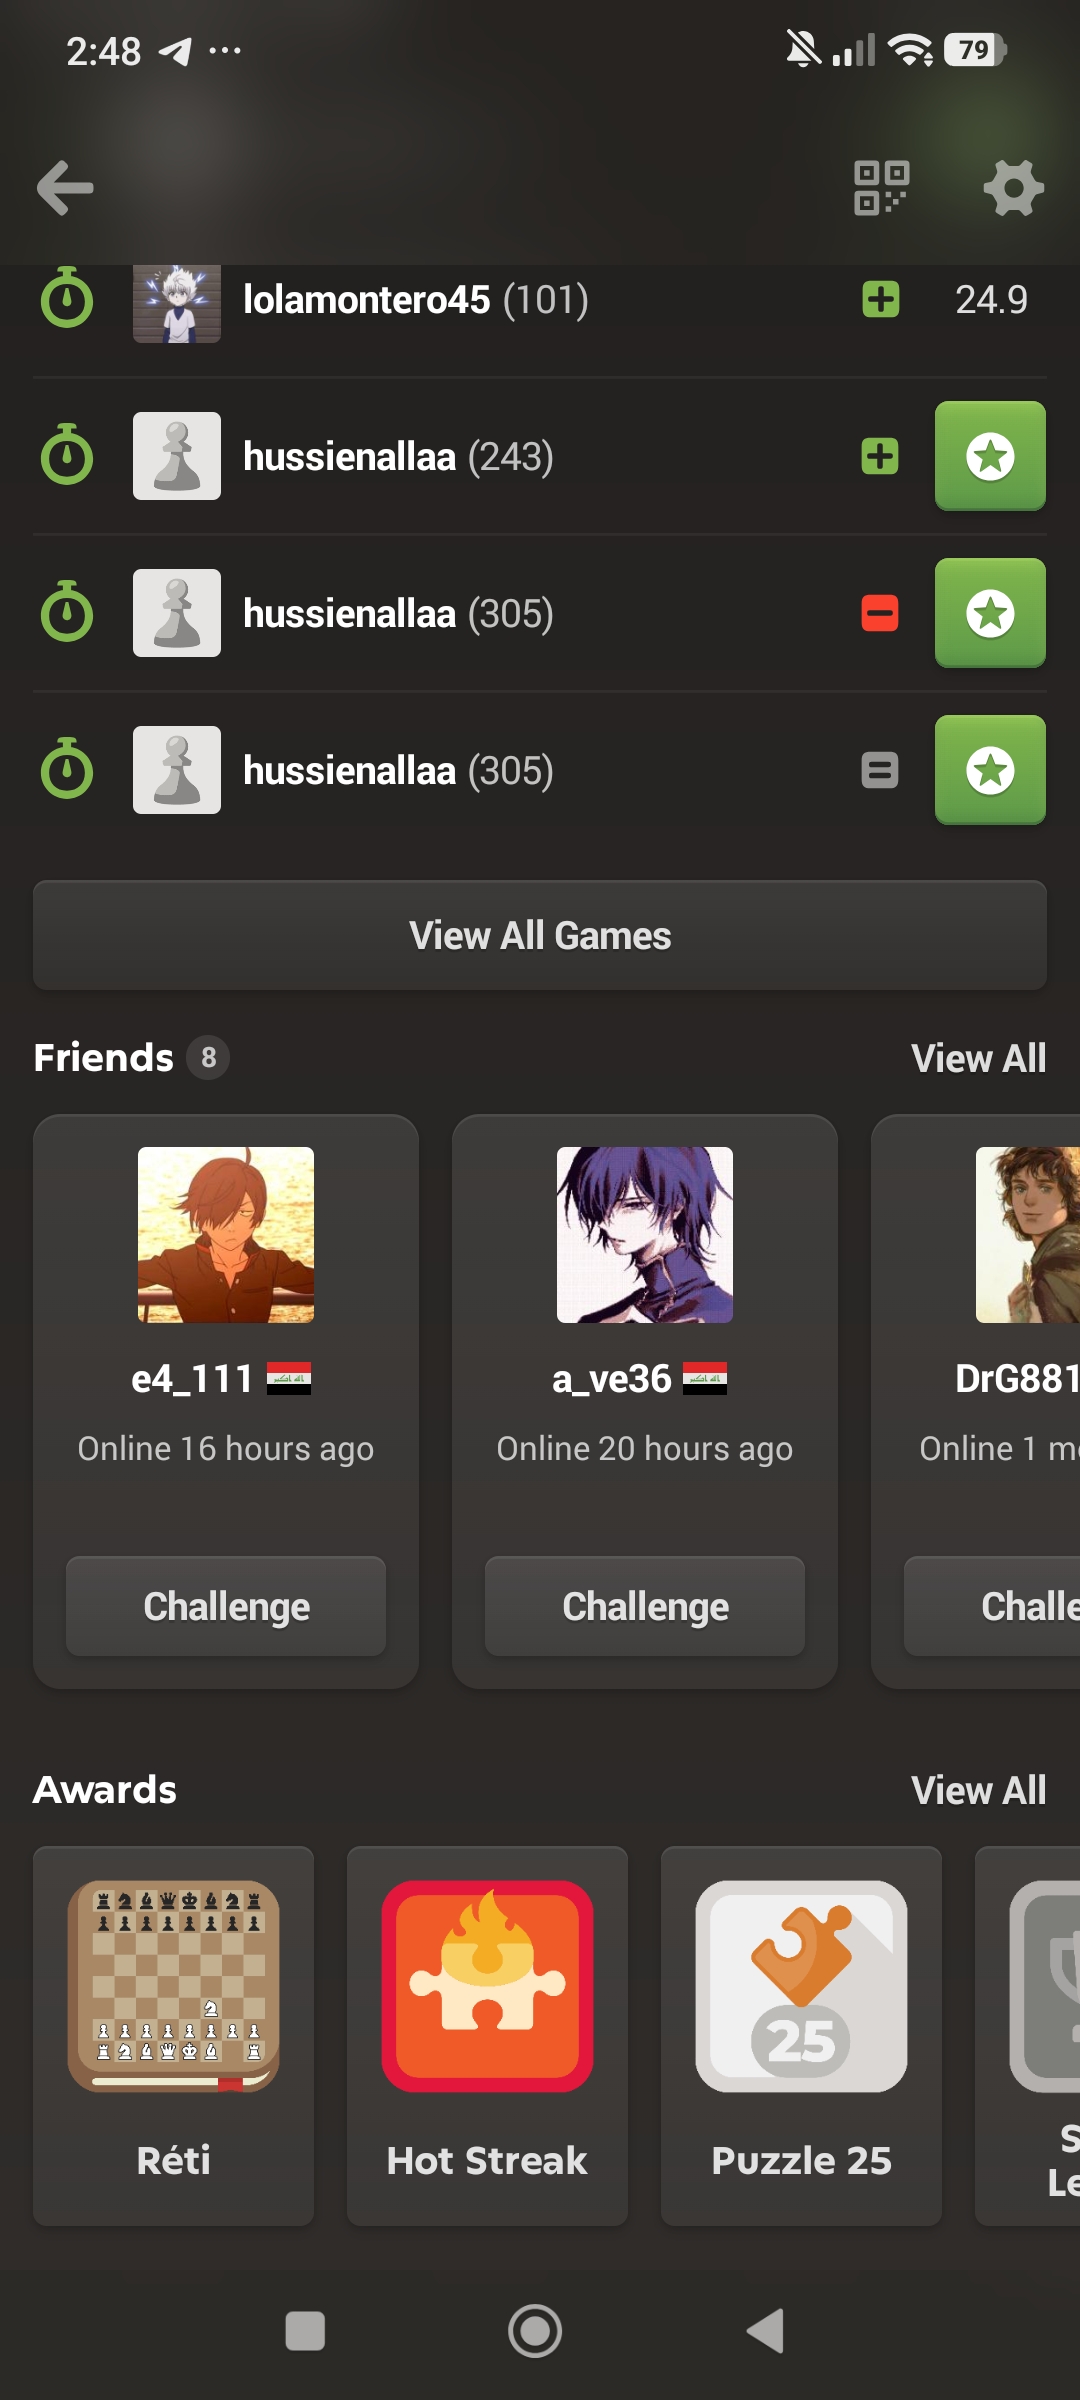 2:48 ... 79
lolamontero45 (101) 24.9
hussienallaa (243)
hussienallaa (305)
hussienallaa (305)
View All Games
Friends 8 View All
e4_111 a_ve36 DrG881
Online 16 hours ago Online 20 hours ago Online 1 m
Challenge Challenge Challe
Awards View All
25
Réti Hot Streak Puzzle 25 S
Le